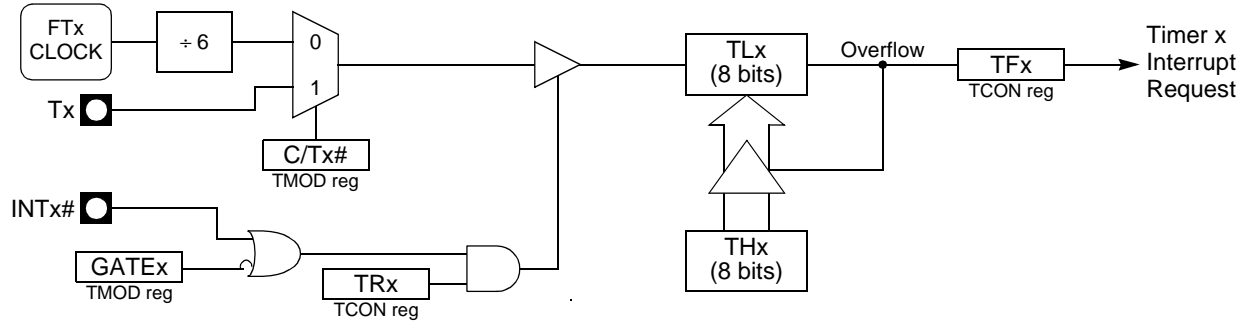 FTx
CLOCK
÷ 6
0
1
Tx
C/Tx#
TMOD reg
INTx#
GATEx
TMOD reg
TRx
TCON reg
TLx
(8 bits)
Overflow
TFx
TCON reg
Timer x
Interrupt
Request
THx
(8 bits)